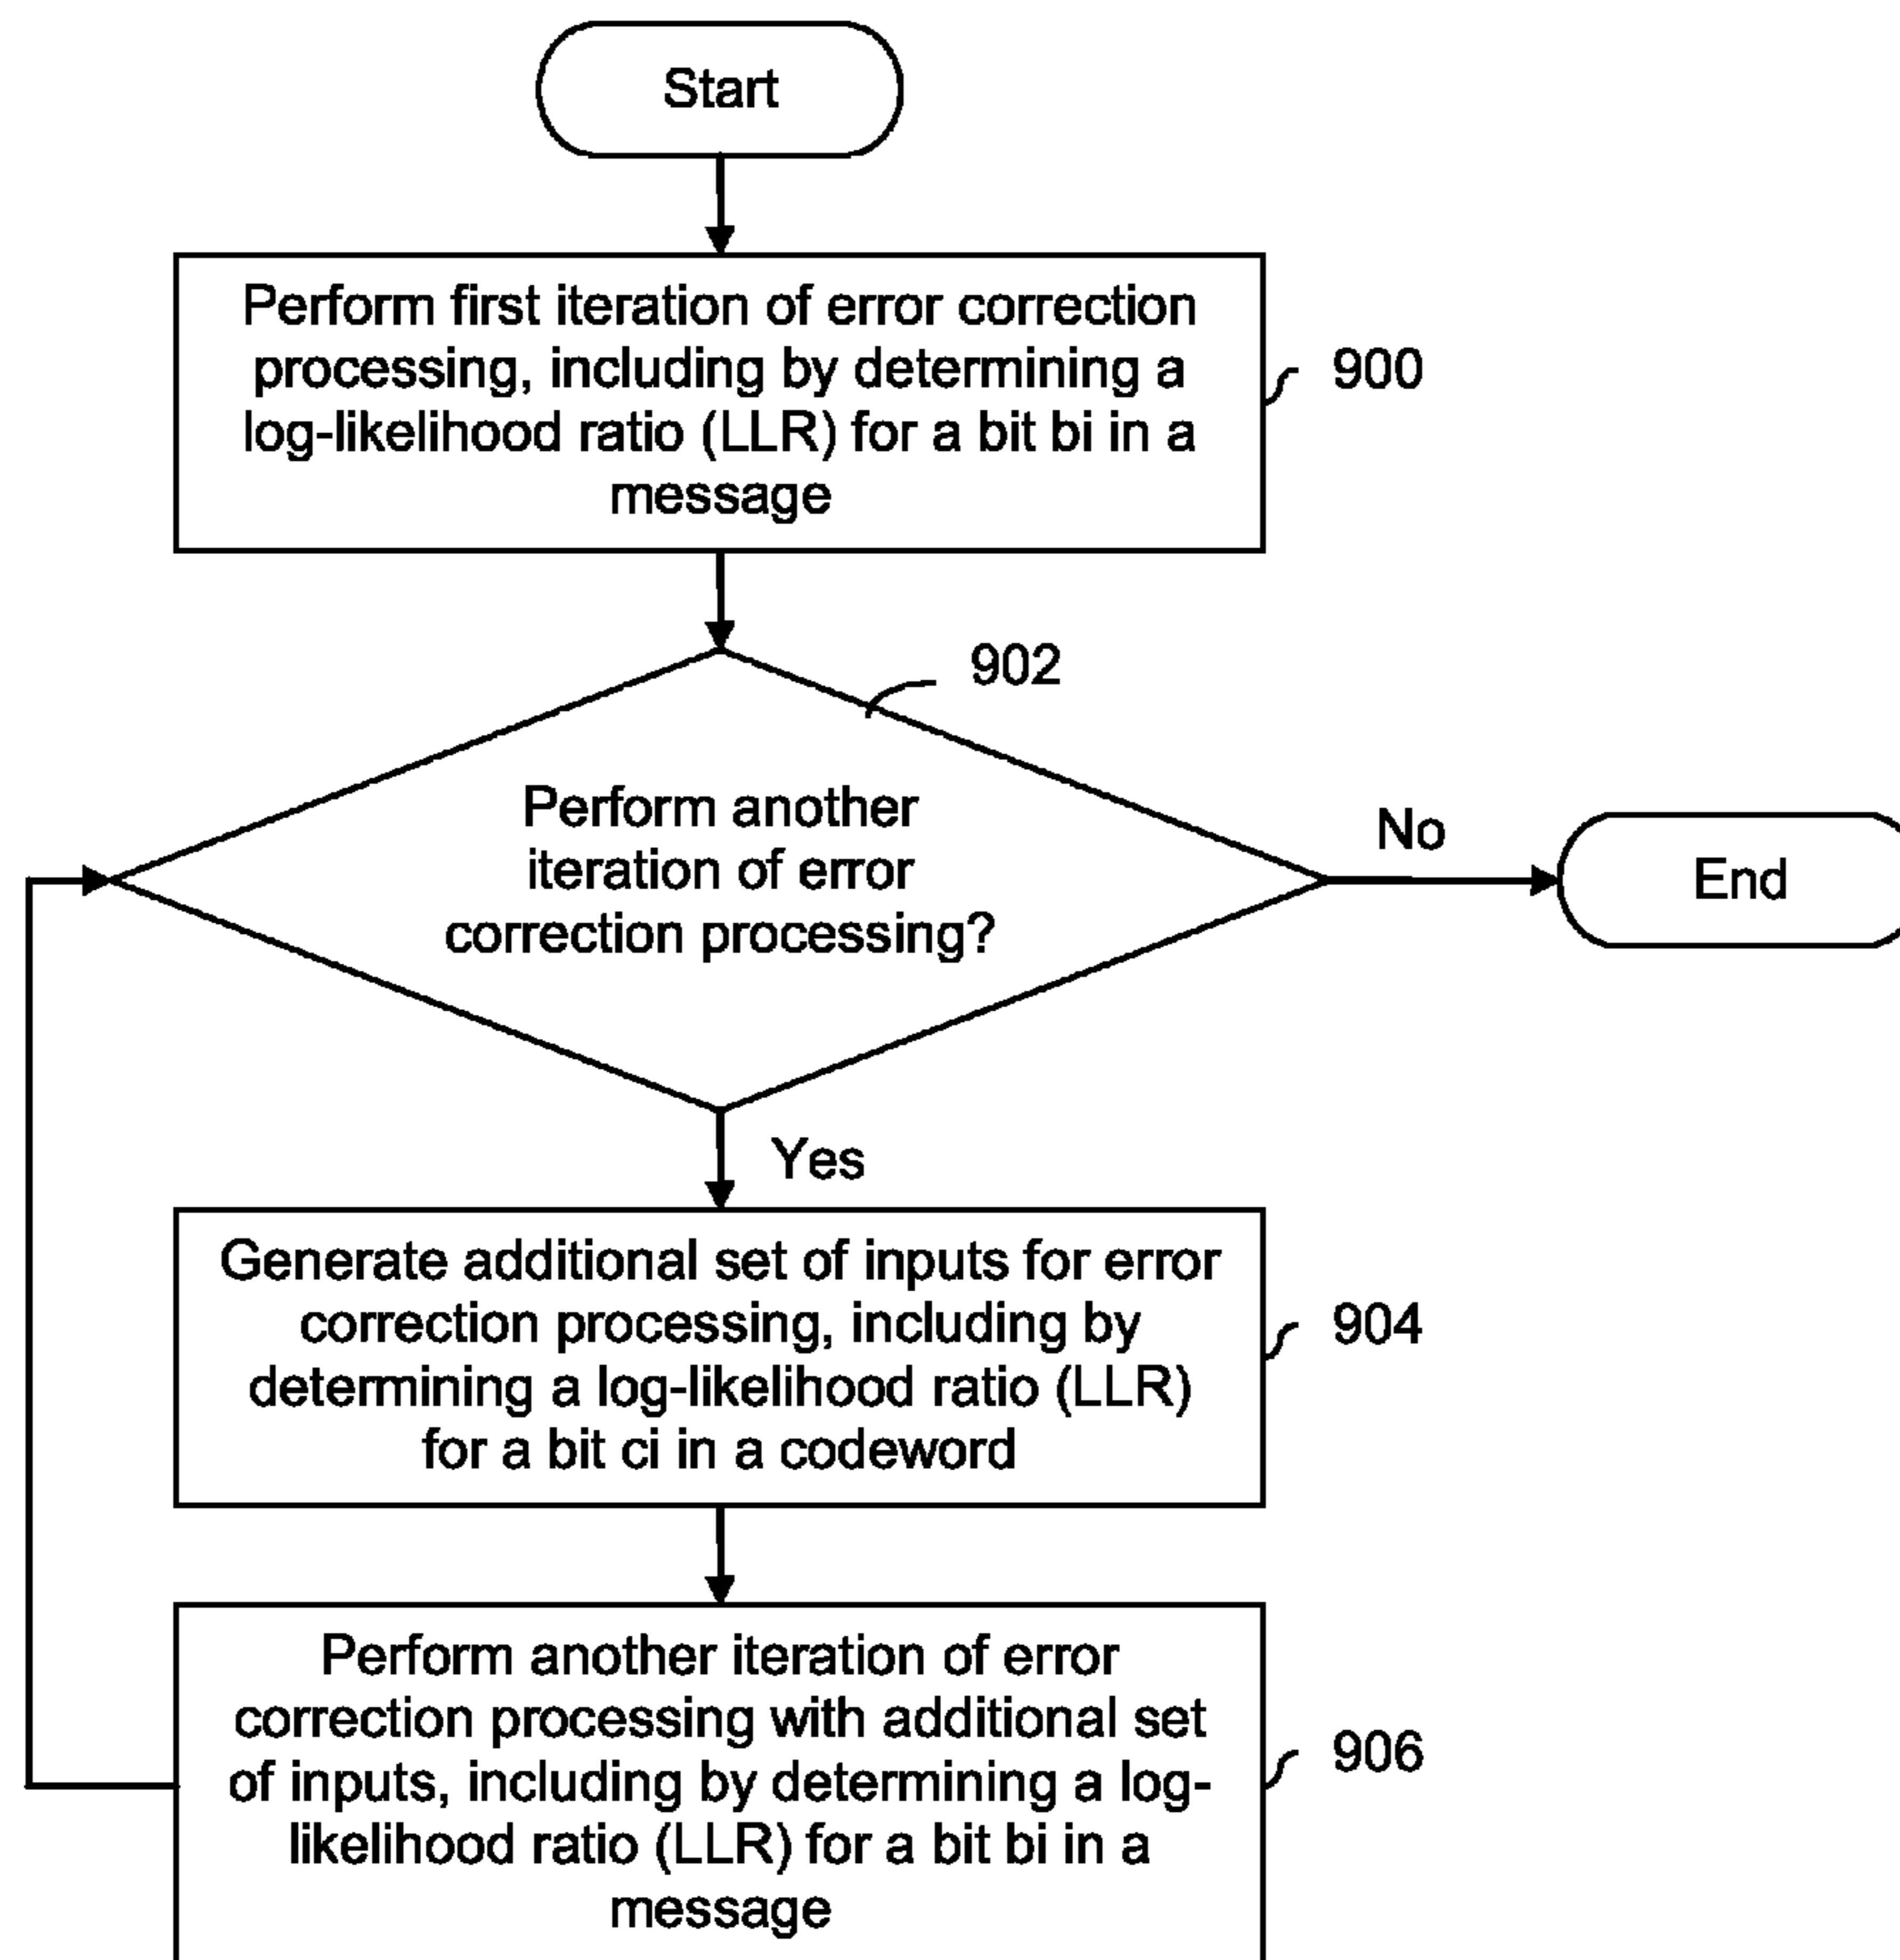 Start
Perform first iteration of error correction
processing, including by determining a
log-likelihood ratio (LLR) for a bit bi in a
message
900
902
Perform another
iteration of error
correction processing?
No
End
Yes
Generate additional set of inputs for error
correction processing, including by
determining a log-likelihood ratio (LLR)
for a bit ci in a codeword
904
Perform another iteration of error
correction processing with additional set
of inputs, including by determining a log-
likelihood ratio (LLR) for a bit bi in a
message
906